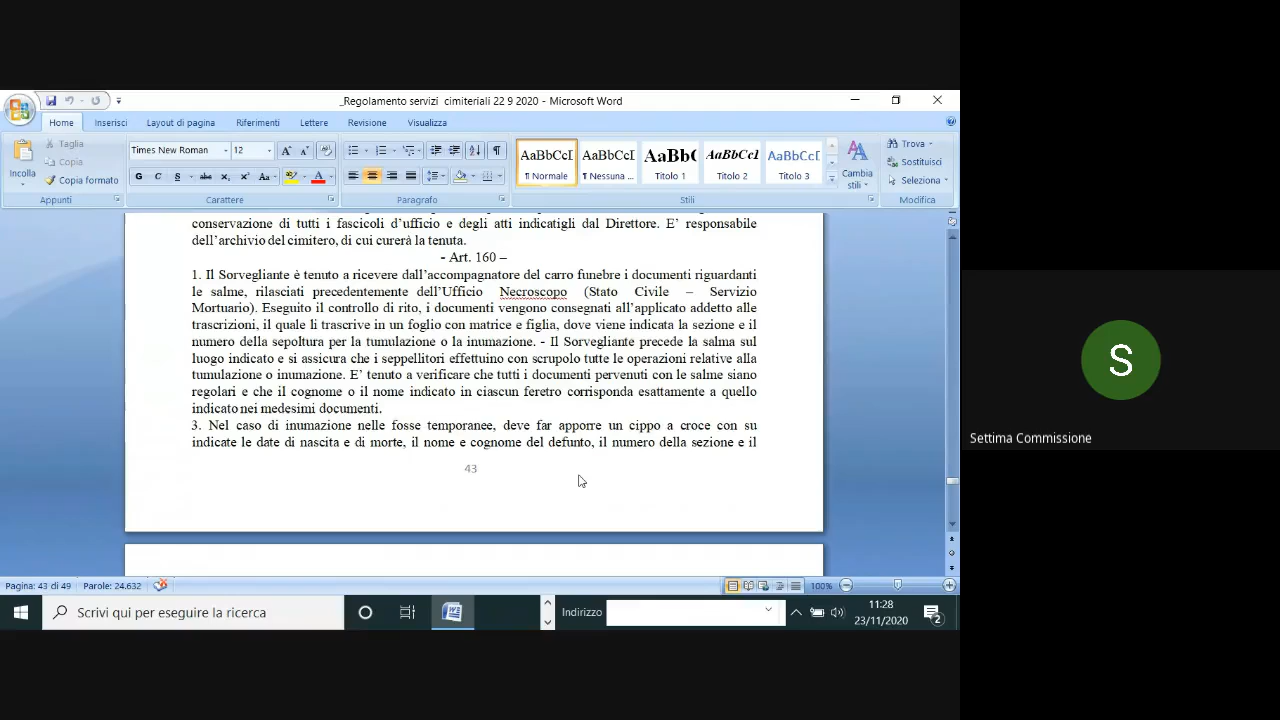 _Regolamento servizi cimiteriali 22 9 2020 - Microsoft Word
Home Inserisci Layout di pagina Riferimenti Lettere Revisione Visualizza
Incolla
Taglia
Copia
Copia formato
Appunti
Times New Roman 12
G C S abc x₂ x² Aa
Carattere
Paragrafo
AaBbCcI AaBbCcI AaBb( AaBbCcI AaBbCcI
¶ Normale ¶ Nessuna ... Titolo 1 Titolo 2 Titolo 3
Cambia stili
Stili
Trova
Sostituisci
Seleziona
Modifica
conservazione di tutti i fascicoli d’ufficio e degli atti indicatigli dal Direttore. E’ responsabile
dell’archivio del cimitero, di cui curerà la tenuta.
- Art. 160 –
1. Il Sorvegliante è tenuto a ricevere dall’accompagnatore del carro funebre i documenti riguardanti
le salme, rilasciati precedentemente dell’Ufficio Necroscopo (Stato Civile – Servizio
Mortuario). Eseguito il controllo di rito, i documenti vengono consegnati all’applicato addetto alle
trascrizioni, il quale li trascrive in un foglio con matrice e figlia, dove viene indicata la sezione e il
numero della sepoltura per la tumulazione o la inumazione. - Il Sorvegliante precede la salma sul
luogo indicato e si assicura che i seppellitori effettuino con scrupolo tutte le operazioni relative alla
tumulazione o inumazione. E’ tenuto a verificare che tutti i documenti pervenuti con le salme siano
regolari e che il cognome o il nome indicato in ciascun feretro corrisponda esattamente a quello
indicato nei medesimi documenti.
3. Nel caso di inumazione nelle fosse temporanee, deve far apporre un cippo a croce con su
indicate le date di nascita e di morte, il nome e cognome del defunto, il numero della sezione e il
43
Pagina: 43 di 49 Parole: 24.632
100%
Scrivi qui per eseguire la ricerca
Indirizzo
11:28
23/11/2020
2
S
Settima Commissione